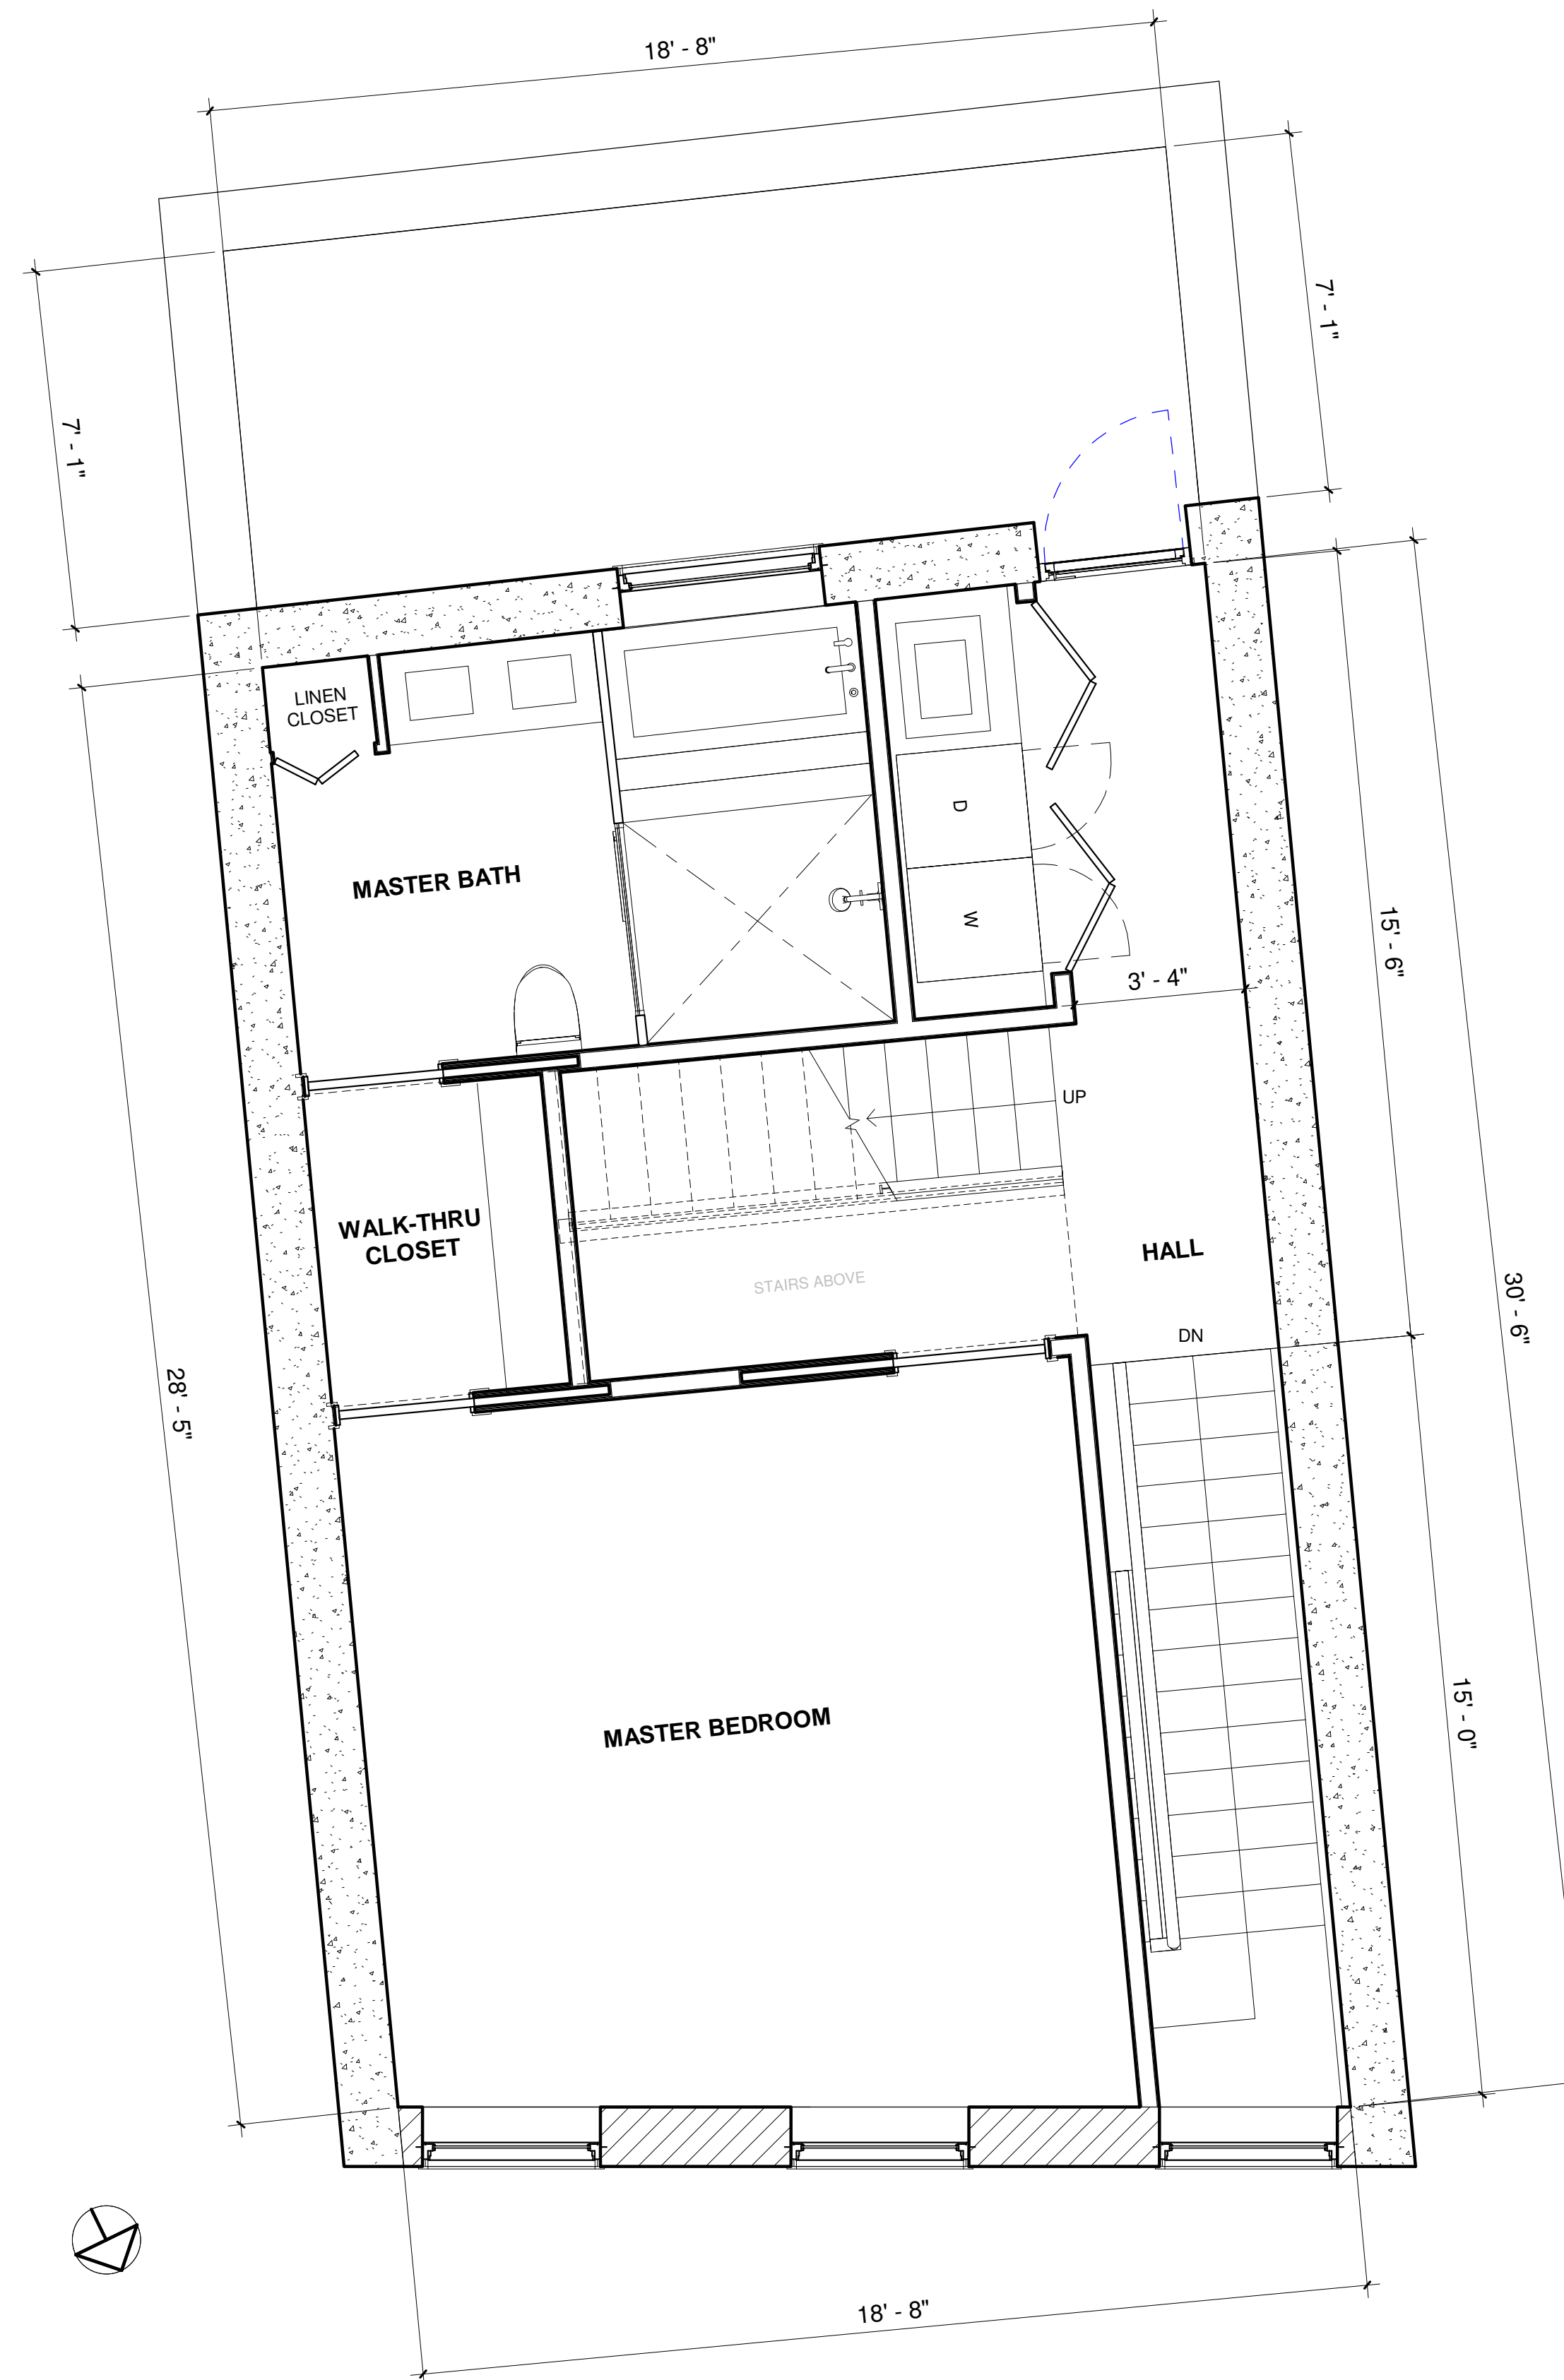 18' - 8"
7' - 1"
7' - 1"
LINEN
CLOSET
D
MASTER BATH
W
15' - 6"
3' - 4"
UP
WALK-THRU
CLOSET
HALL
STAIRS ABOVE
30' - 6"
DN
28' - 5"
15' - 0"
MASTER BEDROOM
18' - 8"